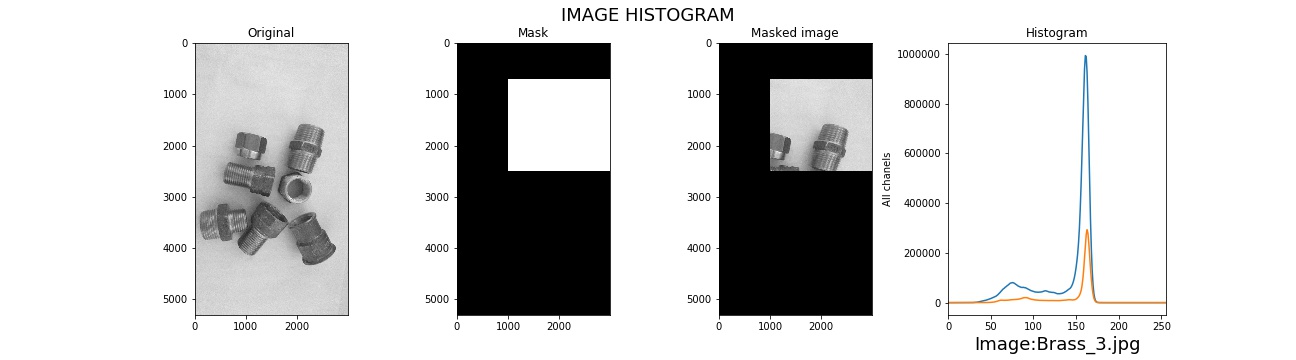 IMAGE HISTOGRAM
Original
Mask
Masked image
Histogram
0
1000
2000
3000
4000
5000
0 1000 2000
0
1000
2000
3000
4000
5000
0 1000 2000
0
1000
2000
3000
4000
5000
0 1000 2000
All chanels
1000000
800000
600000
400000
200000
0
0 50 100 150 200 250
Image:Brass_3.jpg